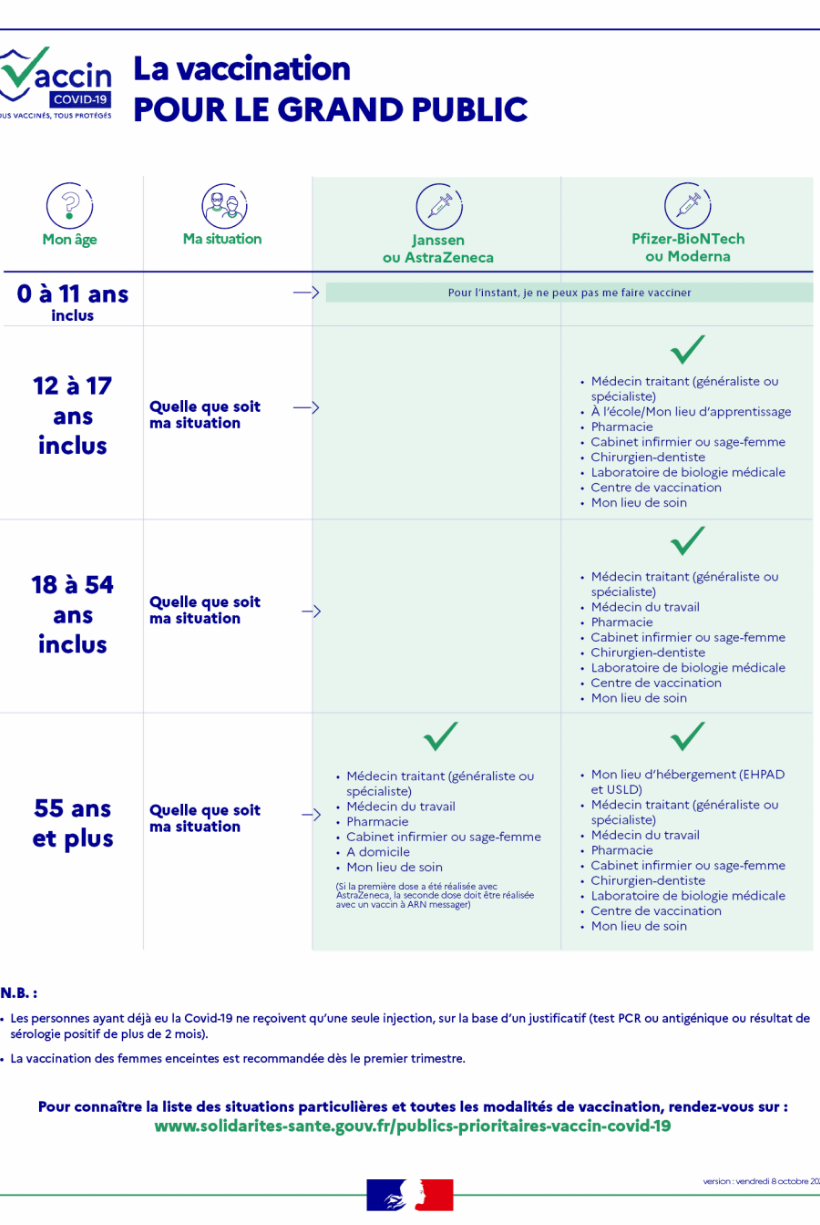 accin
COVID-19
OUS VACCINÉS, TOUS PROTÉGÉS
La vaccination
POUR LE GRAND PUBLIC
Mon âge
Ma situation
Janssen
ou AstraZeneca
Pfizer-BioNTech
ou Moderna
0 à 11 ans
inclus
Pour l'instant, je ne peux pas me faire vacciner
12 à 17
ans
inclus
Quelle que soit
ma situation
• Médecin traitant (généraliste ou
spécialiste)
• À l'école/Mon lieu d'apprentissage
• Pharmacie
• Cabinet infirmier ou sage-femme
• Chirurgien-dentiste
• Laboratoire de biologie médicale
• Centre de vaccination
• Mon lieu de soin
18 à 54
ans
inclus
Quelle que soit
ma situation
• Médecin traitant (généraliste ou
spécialiste)
• Médecin du travail
• Pharmacie
• Cabinet infirmier ou sage-femme
• Chirurgien-dentiste
• Laboratoire de biologie médicale
• Centre de vaccination
• Mon lieu de soin
55 ans
et plus
Quelle que soit
ma situation
• Médecin traitant (généraliste ou
spécialiste)
• Médecin du travail
• Pharmacie
• Cabinet infirmier ou sage-femme
• A domicile
• Mon lieu de soin
(Si la première dose a été réalisée avec
AstraZeneca, la seconde dose doit être réalisée
avec un vaccin à ARN messager)
• Mon lieu d'hébergement (EHPAD
et USLD)
• Médecin traitant (généraliste ou
spécialiste)
• Médecin du travail
• Pharmacie
• Cabinet infirmier ou sage-femme
• Chirurgien-dentiste
• Laboratoire de biologie médicale
• Centre de vaccination
• Mon lieu de soin
N.B. :
• Les personnes ayant déjà eu la Covid-19 ne reçoivent qu'une seule injection, sur la base d'un justificatif (test PCR ou antigénique ou résultat de
sérologie positif de plus de 2 mois).
• La vaccination des femmes enceintes est recommandée dès le premier trimestre.
Pour connaître la liste des situations particulières et toutes les modalités de vaccination, rendez-vous sur :
www.solidarites-sante.gouv.fr/publics-prioritaires-vaccin-covid-19
version : vendredi 8 octobre